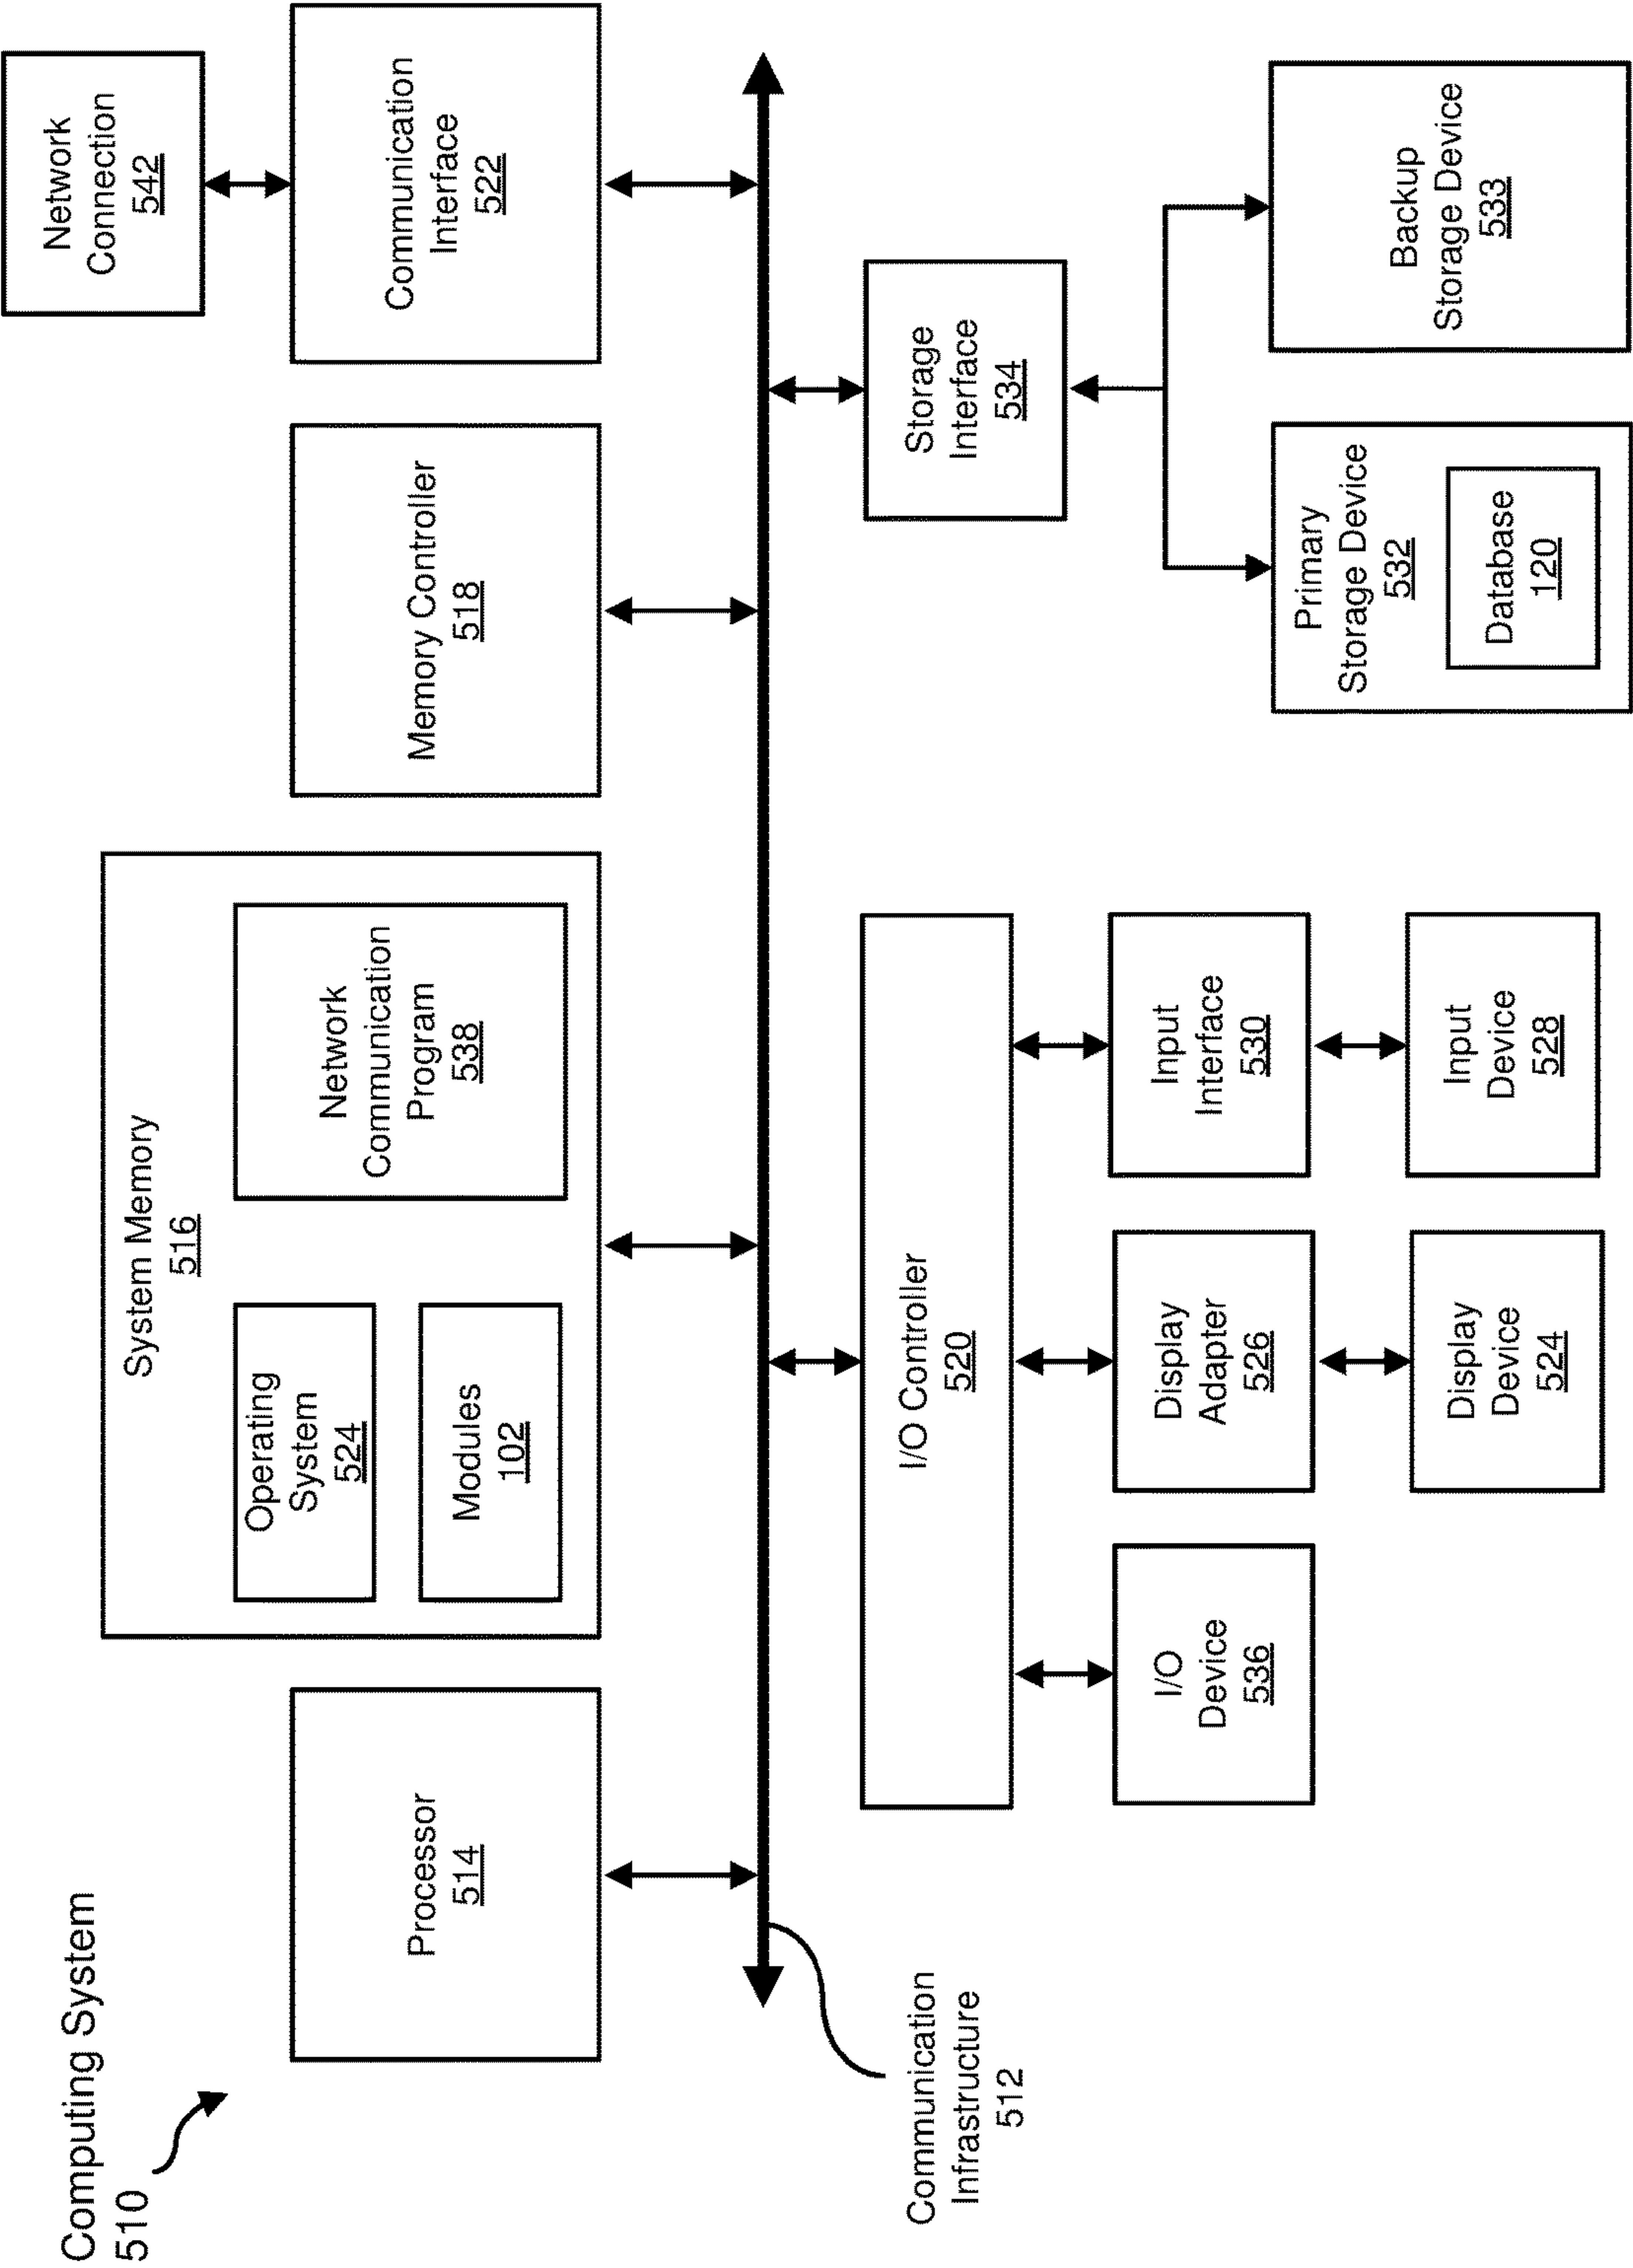 Computing System
510
System Memory
516
Operating
System
524
Modules
102
Network
Communication
Program
538
Network
Connection
542
Processor
514
Memory Controller
518
Communication
Interface
522
Communication
Infrastructure
512
I/O Controller
520
Storage
Interface
534
I/O
Device
536
Display
Adapter
526
Input
Interface
530
Display
Device
524
Input
Device
528
Primary
Storage Device
532
Database
120
Backup
Storage Device
533